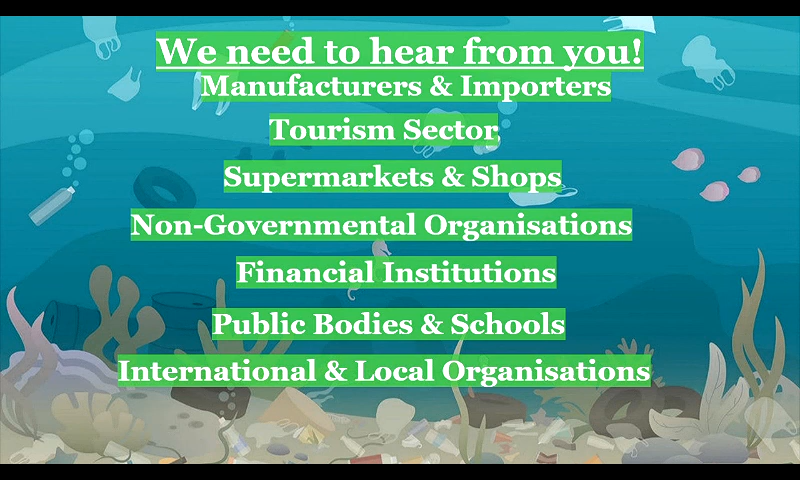 We need to hear from you!
Manufacturers & Importers
Tourism Sector
Supermarkets & Shops
Non-Governmental Organisations
Financial Institutions
Public Bodies & Schools
International & Local Organisations